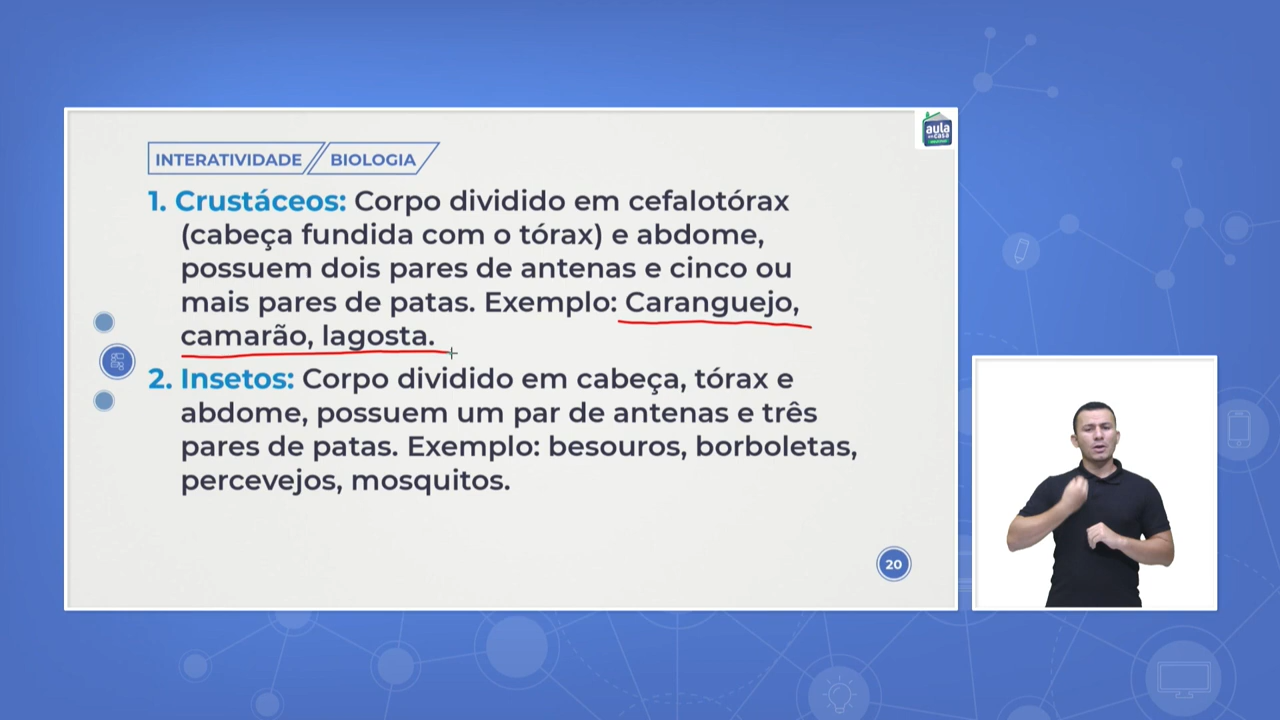 aula
em casa
INTERATIVIDADE BIOLOGIA
1. Crustáceos: Corpo dividido em cefalotórax
(cabeça fundida com o tórax) e abdome,
possuem dois pares de antenas e cinco ou
mais pares de patas. Exemplo: Caranguejo,
camarão, lagosta.
2. Insetos: Corpo dividido em cabeça, tórax e
abdome, possuem um par de antenas e três
pares de patas. Exemplo: besouros, borboletas,
percevejos, mosquitos.
20